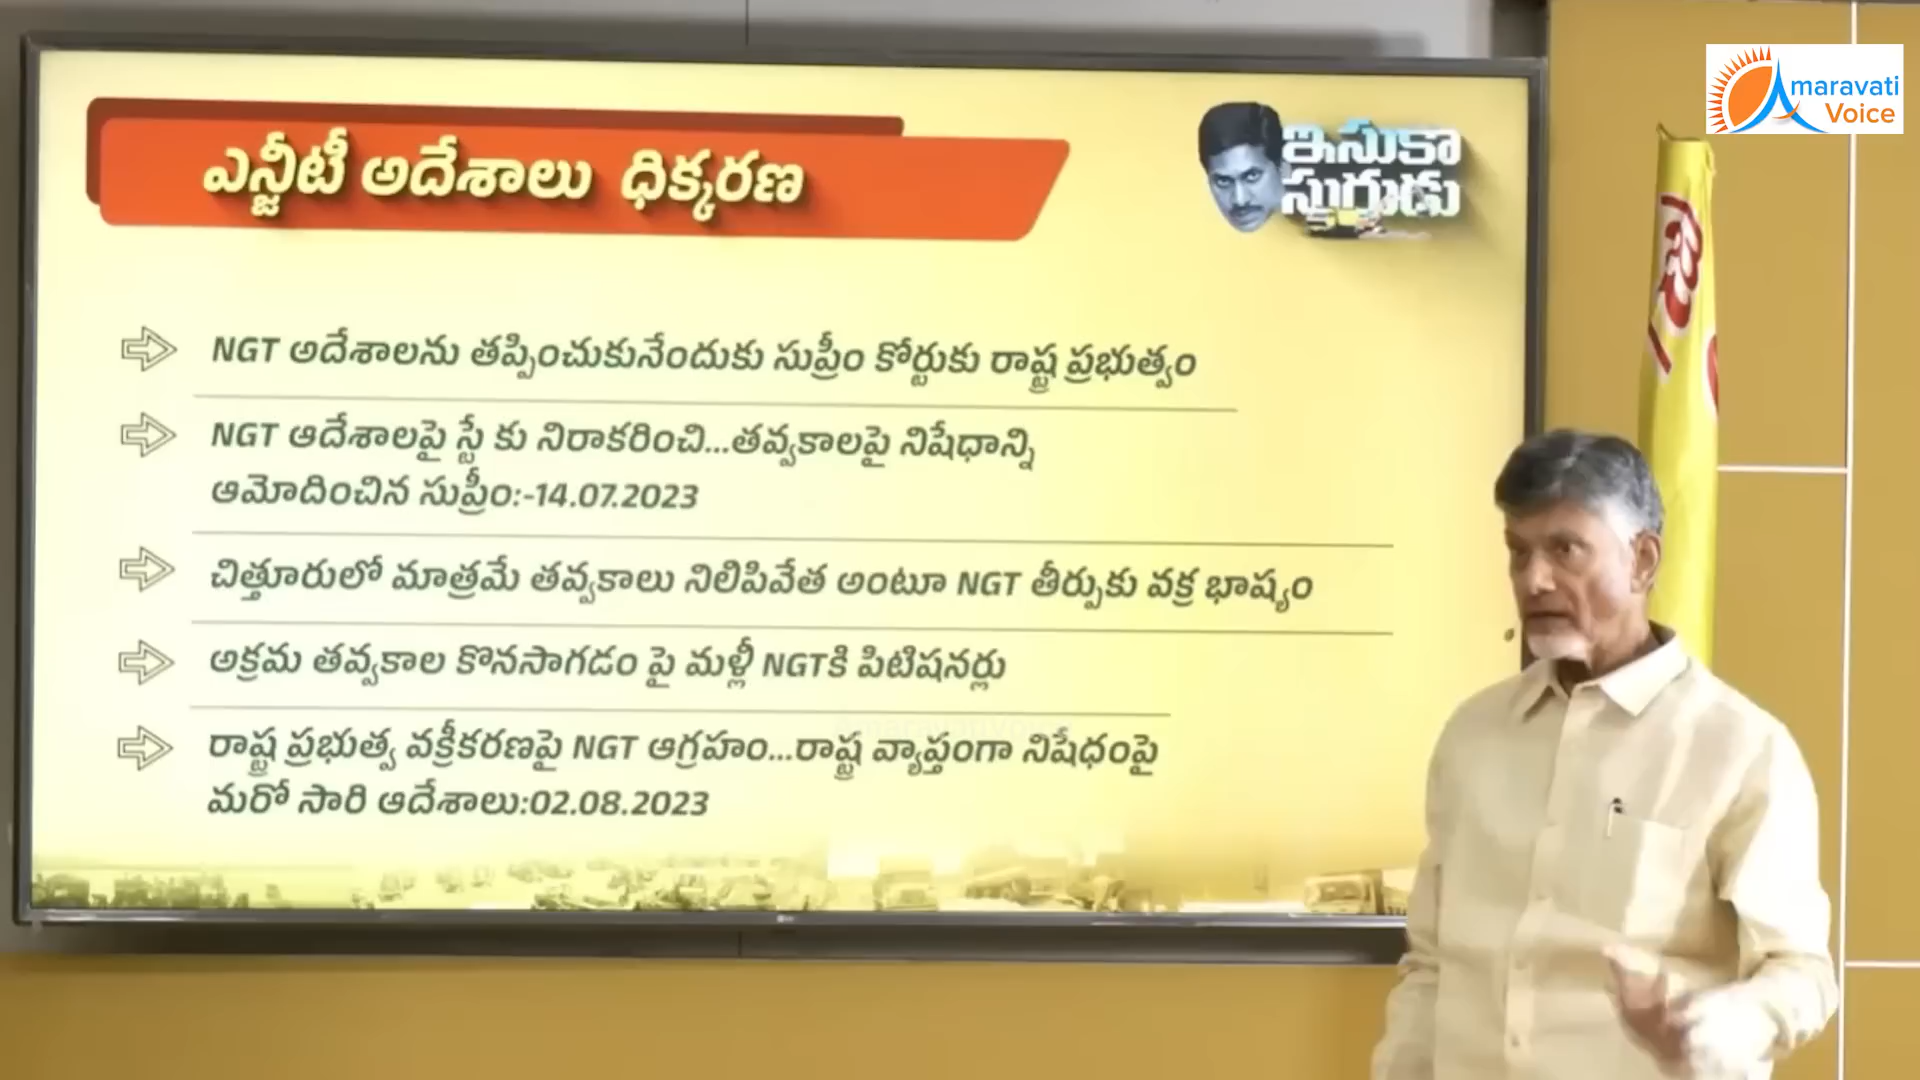 Amaravati
Voice
ఎన్జీటీ అదేశాలు ధిక్కరణ
ఇసుకా
సురుడు
NGT అదేశాలను తప్పించుకునేందుకు సుప్రీం కోర్టుకు రాష్ట్ర ప్రభుత్వం
NGT ఆదేశాలపై స్టే కు నిరాకరించి...తవ్వకాలపై నిషేధాన్ని
ఆమోదించిన సుప్రీం:-14.07.2023
చిత్తూరులో మాత్రమే తవ్వకాలు నిలిపివేత అంటూ NGT తీర్పుకు వక్ర భాష్యం
అక్రమ తవ్వకాల కొనసాగడం పై మళ్లీ NGTకి పిటిషనర్లు
రాష్ట్ర ప్రభుత్వ వక్రీకరణపై NGT ఆగ్రహం...రాష్ట్ర వ్యాప్తంగా నిషేధంపై
మరో సారి ఆదేశాలు:02.08.2023
AmaravatiVoice